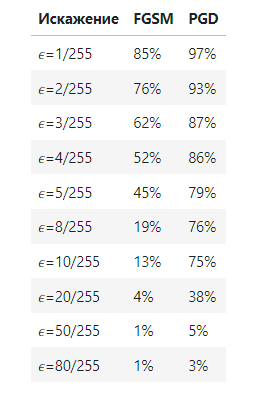 Искажение FGSM PGD
ϵ=1/255 85% 97%
ϵ=2/255 76% 93%
ϵ=3/255 62% 87%
ϵ=4/255 52% 86%
ϵ=5/255 45% 79%
ϵ=8/255 19% 76%
ϵ=10/255 13% 75%
ϵ=20/255 4% 38%
ϵ=50/255 1% 5%
ϵ=80/255 1% 3%